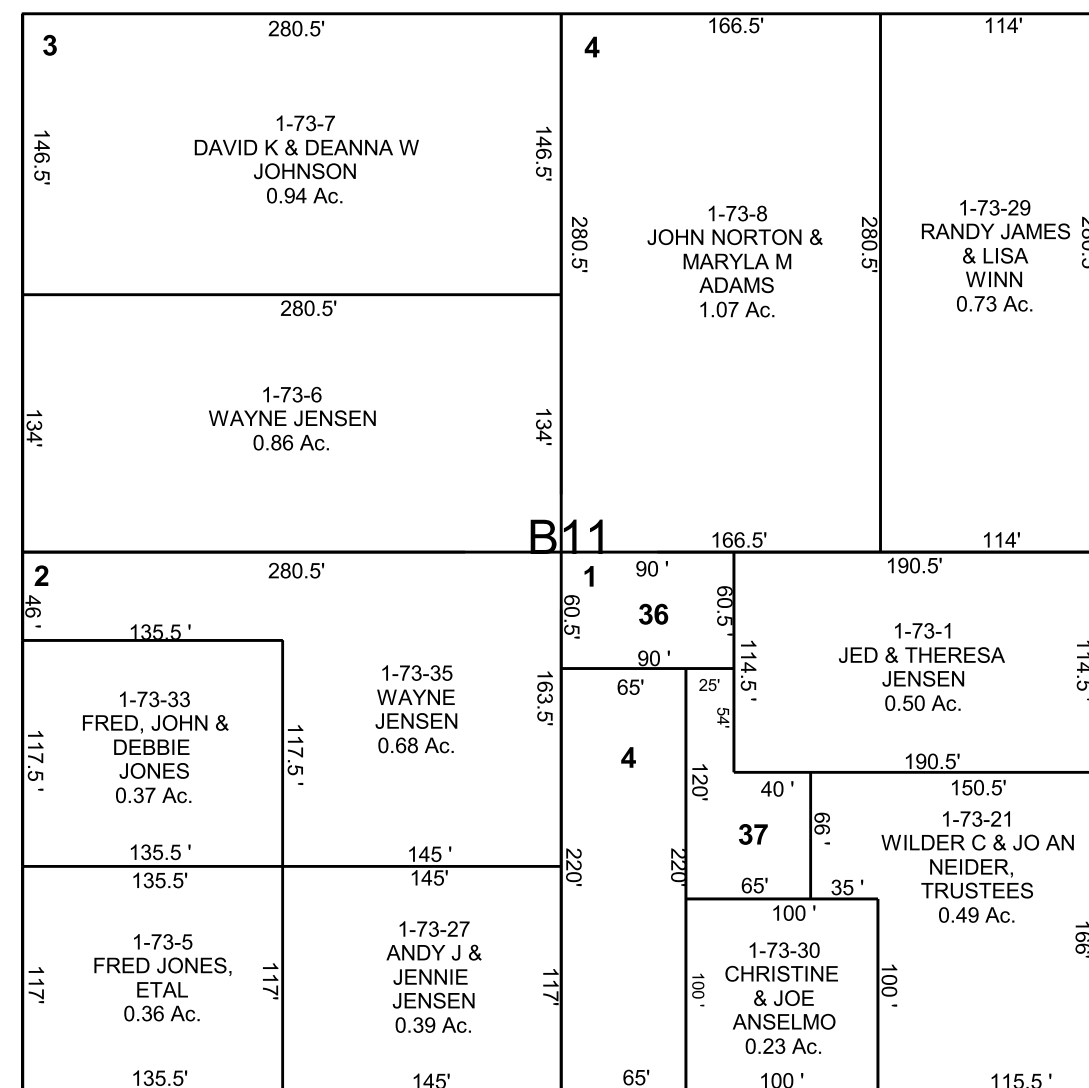 3
280.5'
146.5'
1-73-7
DAVID K & DEANNA W
JOHNSON
0.94 Ac.
146.5'
280.5'
134'
1-73-6
WAYNE JENSEN
0.86 Ac.
134'
4
166.5'
280.5'
1-73-8
JOHN NORTON &
MARYLA M
ADAMS
1.07 Ac.
280.5'
166.5'
114'
1-73-29
RANDY JAMES
& LISA
WINN
0.73 Ac.
114'
B11
2
280.5'
46 '
135.5 '
1-73-33
FRED, JOHN &
DEBBIE
JONES
0.37 Ac.
117.5 '
117.5 '
135.5 '
1-73-35
WAYNE
JENSEN
0.68 Ac.
163.5'
145 '
135.5'
1-73-5
FRED JONES,
ETAL
0.36 Ac.
117'
117'
135.5'
145'
1-73-27
ANDY J &
JENNIE
JENSEN
0.39 Ac.
117'
145'
1
90 '
60.5'
36
60.5 '
90 '
65'
4
220'
220'
65'
25'
54'
120'
40 '
37
66 '
65'
35 '
190.5'
114.5 '
1-73-1
JED & THERESA
JENSEN
0.50 Ac.
114.5 '
190.5'
150.5'
1-73-21
WILDER C & JO AN
NEIDER,
TRUSTEES
0.49 Ac.
166'
115.5 '
100 '
1-73-30
CHRISTINE
& JOE
ANSELMO
0.23 Ac.
100 '
100 '
100 '